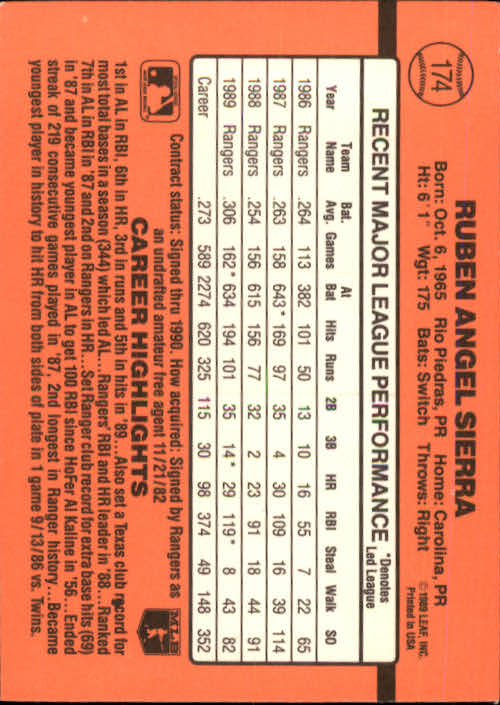 174
RUBEN ANGEL SIERRA
Born: Oct. 6, 1965 Rio Piedras, PR Home: Carolina, PR
Ht: 6' 1" Wgt: 175 Bats: Switch Throws: Right
© 1989 LEAF, INC.
Printed in USA
RECENT MAJOR LEAGUE PERFORMANCE *Denotes Led League
Year Team Name Bat. Avg. Games At Bat Hits Runs 2B 3B HR RBI Steal Walk SO
1986 Rangers .264 113 382 101 50 13 10 16 55 7 22 65
1987 Rangers .263 158 643* 169 97 35 4 30 109 16 39 114
1988 Rangers .254 156 615 156 77 32 2 23 91 18 44 91
1989 Rangers .306 162* 634 194 101 35 14* 29 119* 8 43 82
Career .273 589 2274 620 325 115 30 98 374 49 148 352
Contract status: Signed thru 1990. How acquired: Signed by Rangers as
an undrafted amateur free agent 11/21/82
MLB
CAREER HIGHLIGHTS
1st in AL in RBI, 6th in HR, 3rd in runs and 5th in hits in '89...Also set a Texas club record for
most total bases in a season (344) which led AL...Rangers' RBI and HR leader in '88...Ranked
7th in AL in RBI in '87 and 2nd on Rangers in HR...Set Ranger club record for extra base hits (69)
in '87 and became youngest player in AL to get 100 RBI since HoFer Al Kaline in '56...Ended
streak of 219 consecutive games played in '87, 2nd longest in Ranger history...Became
youngest player in history to hit HR from both sides of plate in 1 game 9/13/86 vs. Twins.